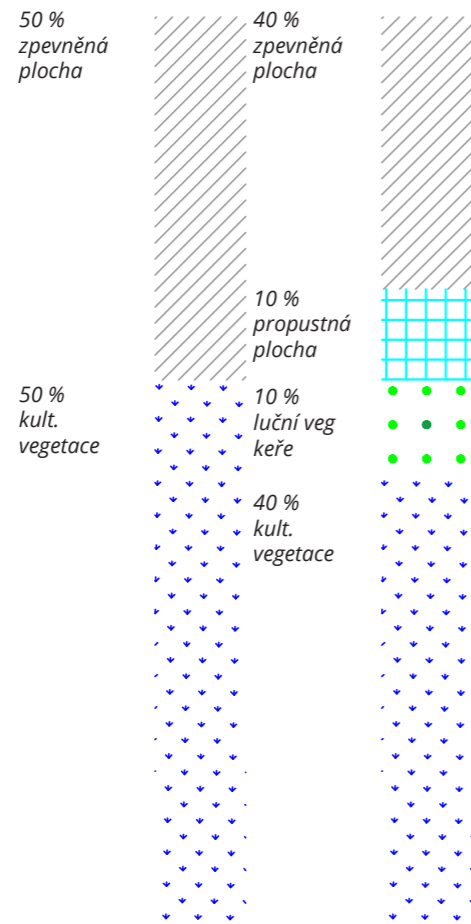 50 %
zpevněná
plocha
50 %
kult.
vegetace
40 %
zpevněná
plocha
10 %
propustná
plocha
10 %
luční veg
keře
40 %
kult.
vegetace